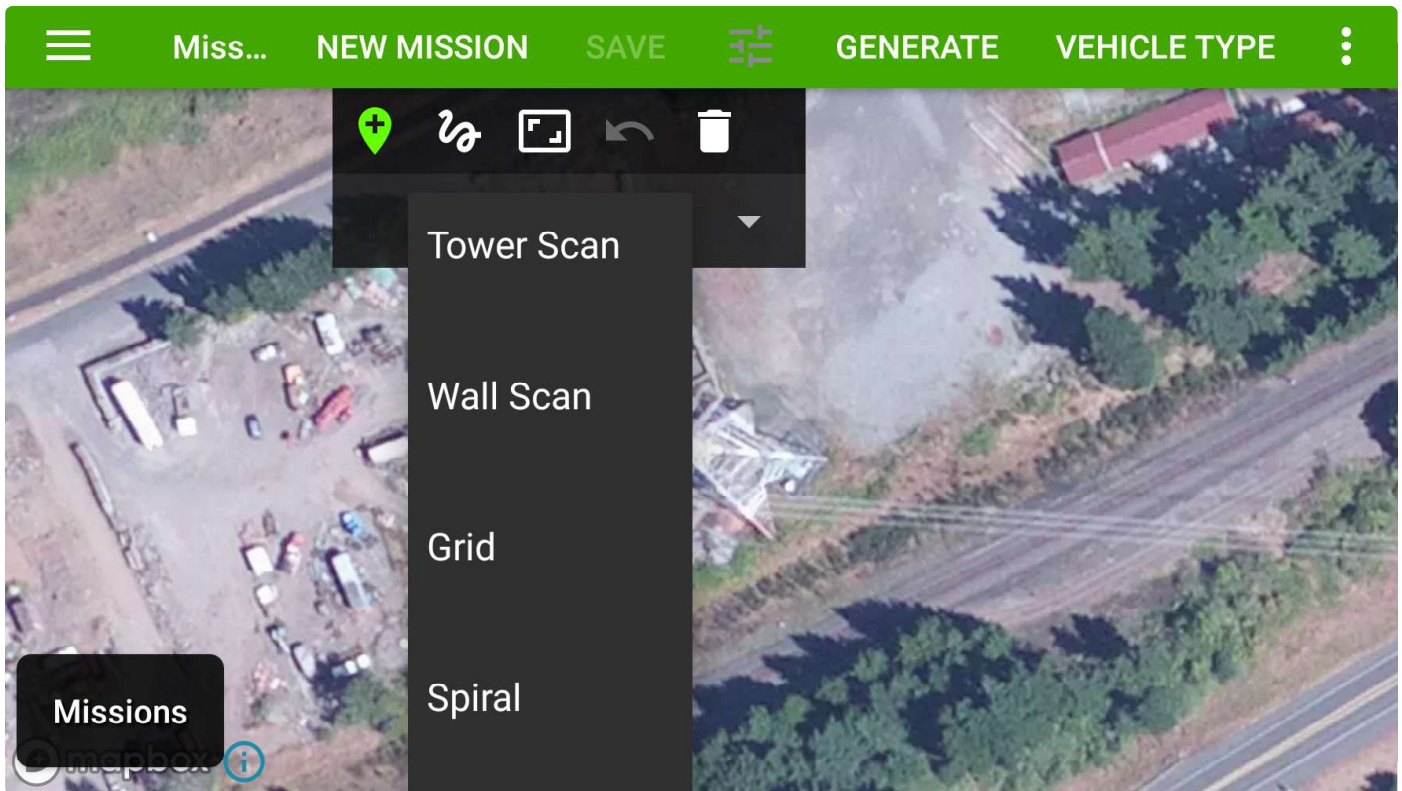 Miss... NEW MISSION SAVE GENERATE VEHICLE TYPE
Tower Scan
Wall Scan
Grid
Spiral
Missions
mapbox